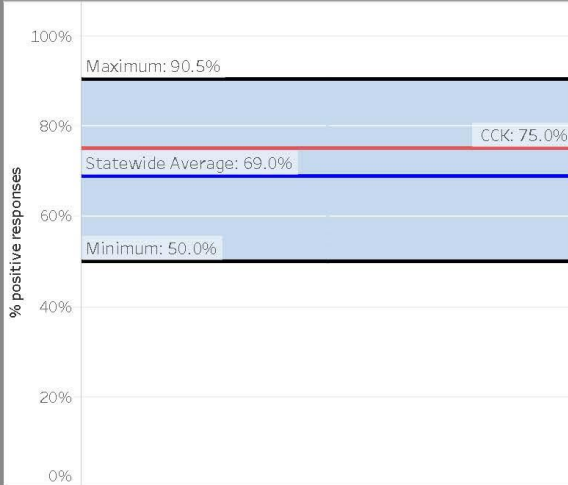 100%
Maximum: 90.5%
80%
CCK: 75.0%
Statewide Average: 69.0%
60%
Minimum: 50.0%
40%
20%
0%
% positive responses